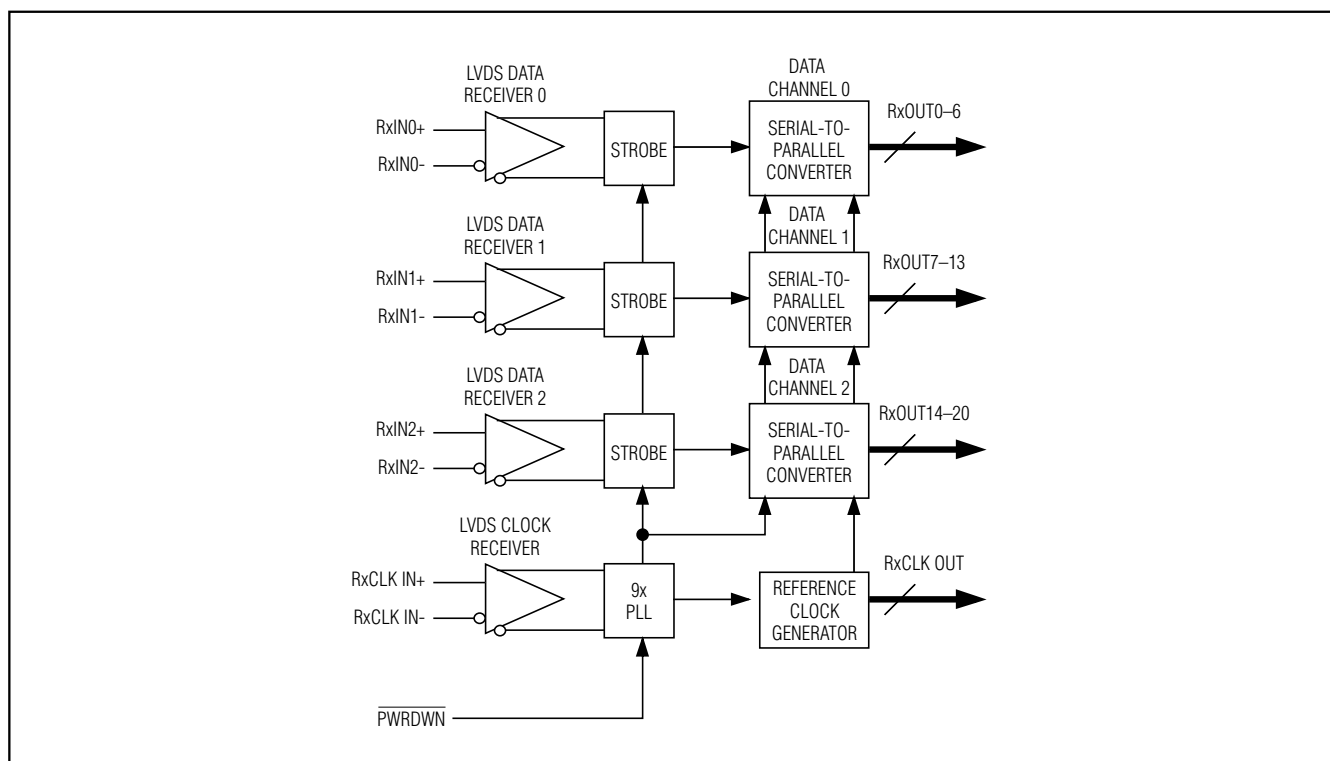 LVDS DATA
RECEIVER 0
DATA
CHANNEL 0
RxIN0+
RxIN0-
STROBE
SERIAL-TO-
PARALLEL
CONVERTER
RxOUT0–6
LVDS DATA
RECEIVER 1
DATA
CHANNEL 1
RxIN1+
RxIN1-
STROBE
SERIAL-TO-
PARALLEL
CONVERTER
RxOUT7–13
LVDS DATA
RECEIVER 2
DATA
CHANNEL 2
RxIN2+
RxIN2-
STROBE
SERIAL-TO-
PARALLEL
CONVERTER
RxOUT14–20
LVDS CLOCK
RECEIVER
RxCLK IN+
RxCLK IN-
9x
PLL
REFERENCE
CLOCK
GENERATOR
RxCLK OUT
PWRDWN